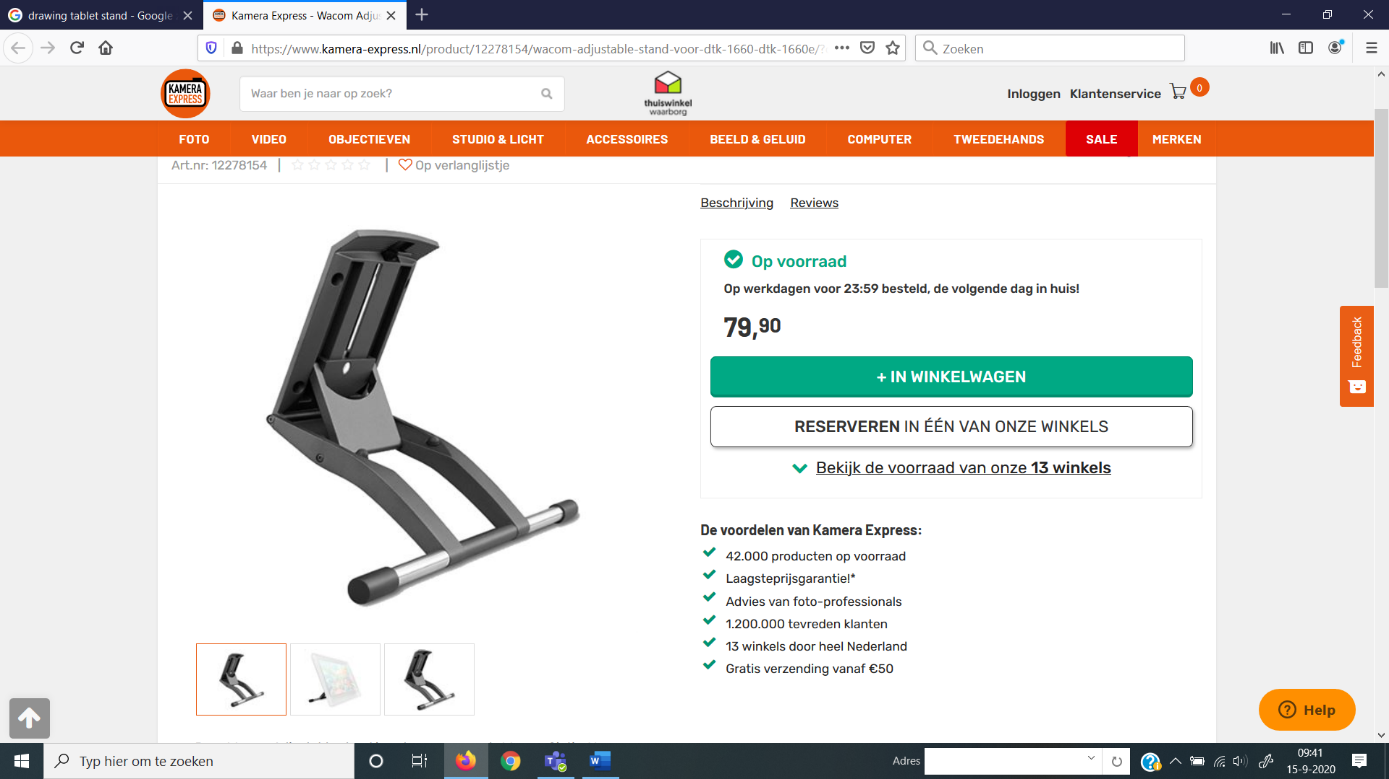 drawing tablet stand - Google
Kamera Express - Wacom Adju
https://www.kamera-express.nl/product/12278154/wacom-adjustable-stand-voor-dtk-1660-dtk-1660e/
Zoeken
KAMERA
EXPRESS
Waar ben je naar op zoek?
thuiswinkel
waarborg
Inloggen
Klantenservice
0
FOTO
VIDEO
OBJECTIEVEN
STUDIO & LICHT
ACCESSOIRES
BEELD & GELUID
COMPUTER
TWEEDEHANDS
SALE
MERKEN
Art.nr: 12278154 | | Op verlanglijstje
Beschrijving
Reviews
Op voorraad
Op werkdagen voor 23:59 besteld, de volgende dag in huis!
79,90
+ IN WINKELWAGEN
RESERVEREN IN ÉÉN VAN ONZE WINKELS
Bekijk de voorraad van onze 13 winkels
De voordelen van Kamera Express:
42.000 producten op voorraad
Laagsteprijsgarantie!*
Advies van foto-professionals
1.200.000 tevreden klanten
13 winkels door heel Nederland
Gratis verzending vanaf €50
Feedback
Help
Typ hier om te zoeken
Adres
09:41
15-9-2020